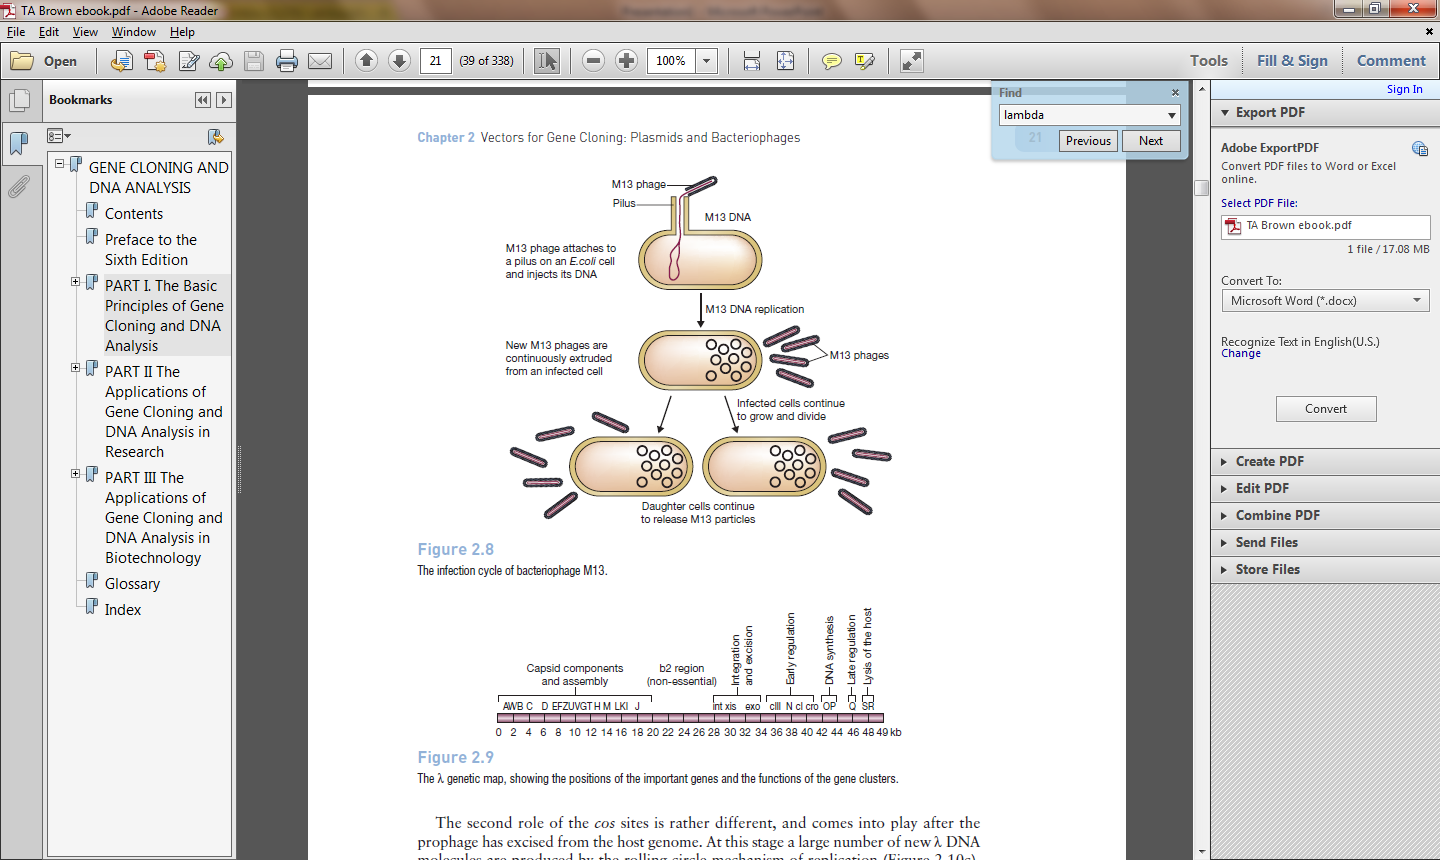 TA Brown ebook.pdf - Adobe Reader
File Edit View Window Help
Open
21
(39 of 338)
100%
Tools
Fill & Sign
Comment
Sign In
Bookmarks
GENE CLONING AND
DNA ANALYSIS
Contents
Preface to the
Sixth Edition
PART I. The Basic
Principles of Gene
Cloning and DNA
Analysis
PART II The
Applications of
Gene Cloning and
DNA Analysis in
Research
PART III The
Applications of
Gene Cloning and
DNA Analysis in
Biotechnology
Glossary
Index
Find
lambda
21
Previous
Next
Chapter 2 Vectors for Gene Cloning: Plasmids and Bacteriophages
M13 phage
Pilus
M13 DNA
M13 phage attaches to
a pilus on an E.coli cell
and injects its DNA
M13 DNA replication
New M13 phages are
continuously extruded
from an infected cell
M13 phages
Infected cells continue
to grow and divide
Daughter cells continue
to release M13 particles
Figure 2.8
The infection cycle of bacteriophage M13.
Capsid components
and assembly
b2 region
(non-essential)
Integration
and excision
Early regulation
DNA synthesis
Late regulation
Lysis of the host
AWB C D EFZUVGT H M LKI J int xis exo cIII N cI cro OP Q SR
0 2 4 6 8 10 12 14 16 18 20 22 24 26 28 30 32 34 36 38 40 42 44 46 48 49 kb
Figure 2.9
The λ genetic map, showing the positions of the important genes and the functions of the gene clusters.
The second role of the cos sites is rather different, and comes into play after the
prophage has excised from the host genome. At this stage a large number of new λ DNA
molecules are produced by the rolling circle mechanism of replication (Figure 2.10c).
Export PDF
Adobe ExportPDF
Convert PDF files to Word or Excel
online.
Select PDF File:
TA Brown ebook.pdf
1 file / 17.08 MB
Convert To:
Microsoft Word (*.docx)
Recognize Text in English(U.S.)
Change
Convert
Create PDF
Edit PDF
Combine PDF
Send Files
Store Files